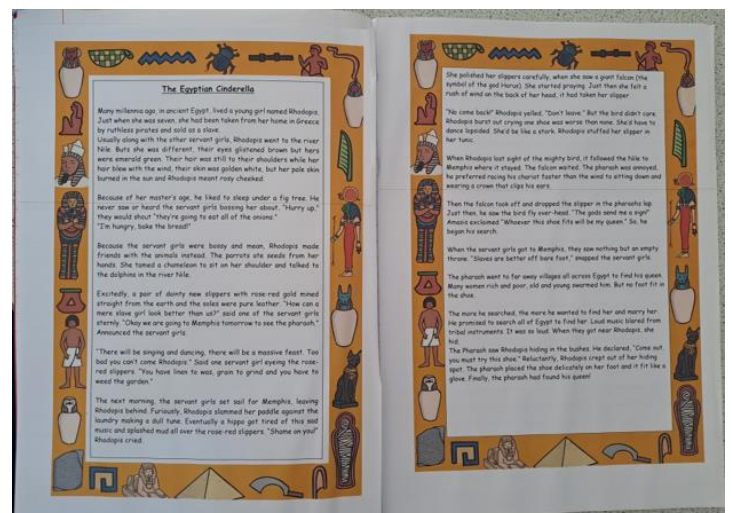 The Egyptian Cinderella
Many millennia ago, in ancient Egypt, lived a young girl named Rhodopis.
Just when she was seven, she had been taken from her home in Greece
by ruthless pirates and sold as a slave.
Usually along with the other servant girls, Rhodopis went to the river
Nile. Buts she was different, their eyes glistened brown but hers
were emerald green. Their hair was still to their shoulders while her
hair blew with the wind, their skin was golden white, but her pale skin
burned in the sun and Rhodopis meant rosy cheeked.
Because of her master's age, he liked to sleep under a fig tree. He
never saw or heard the servant girls bossing her about. "Hurry up,"
they would shout "they're going to eat all of the onions."
"I'm hungry, bake the bread!"
Because the servant girls were bossy and mean, Rhodopis made
friends with the animals instead. The parrots ate seeds from her
hands. She tamed a chameleon to sit on her shoulder and talked to
the dolphins in the river Nile.
Excitedly, a pair of dainty new slippers with rose-red gold mined
straight from the earth and the soles were pure leather. "How can a
mere slave girl look better than us?" said one of the servant girls
sternly. "Okay we are going to Memphis tomorrow to see the pharaoh."
Announced the servant girls.
"There will be singing and dancing, there will be a massive feast. Too
bad you can't come Rhodopis." Said one servant girl eyeing the rose-
red slippers. "You have linen to was, grain to grind and you have to
weed the garden."
The next morning, the servant girls set sail for Memphis, leaving
Rhodopis behind. Furiously, Rhodopis slammed her paddle against the
laundry making a dull tune. Eventually a hippo got tired of this sad
music and splashed mud all over the rose-red slippers. "Shame on you!"
Rhodopis cried.
She polished her slippers carefully, when she saw a giant falcon (the
symbol of the god Horus). She started praying. Just then she felt a
rush of wind on the back of her head, it had taken her slipper.
"No come back!" Rhodopis yelled. "Don't leave." But the bird didn't care.
Rhodopis burst out crying one shoe was worse than none. She'd have to
dance lopsided. She'd be like a stork. Rhodopis stuffed her slipper in
her tunic.
When Rhodopis lost sight of the mighty bird, it followed the Nile to
Memphis where it stayed. The falcon waited. The pharaoh was annoyed,
he preferred racing his chariot faster than the wind to sitting down and
wearing a crown that clips his ears.
Then the falcon took off and dropped the slipper in the pharaohs lap.
Just then, he saw the bird fly over-head. "The gods send me a sign!"
Amasis exclaimed "Whoever this shoe fits will be my queen." So, he
began his search.
When the servant girls got to Memphis, they saw nothing but an empty
throne. "Slaves are better off bare foot," snapped the servant girls.
The pharaoh went to far away villages all across Egypt to find his queen.
Many women rich and poor, old and young swarmed him. But no foot fit in
the shoe.
The more he searched, the more he wanted to find her and marry her.
He promised to search all of Egypt to find her. Loud music blared from
tribal instruments. It was so loud. When they got near Rhodopis, she
hid.
The Pharaoh saw Rhodopis hiding in the bushes. He declared, "Come out,
you must try this shoe." Reluctantly, Rhodopis crept out of her hiding
spot. The pharaoh placed the shoe delicately on her foot and it fit like a
glove. Finally, the pharaoh had found his queen!